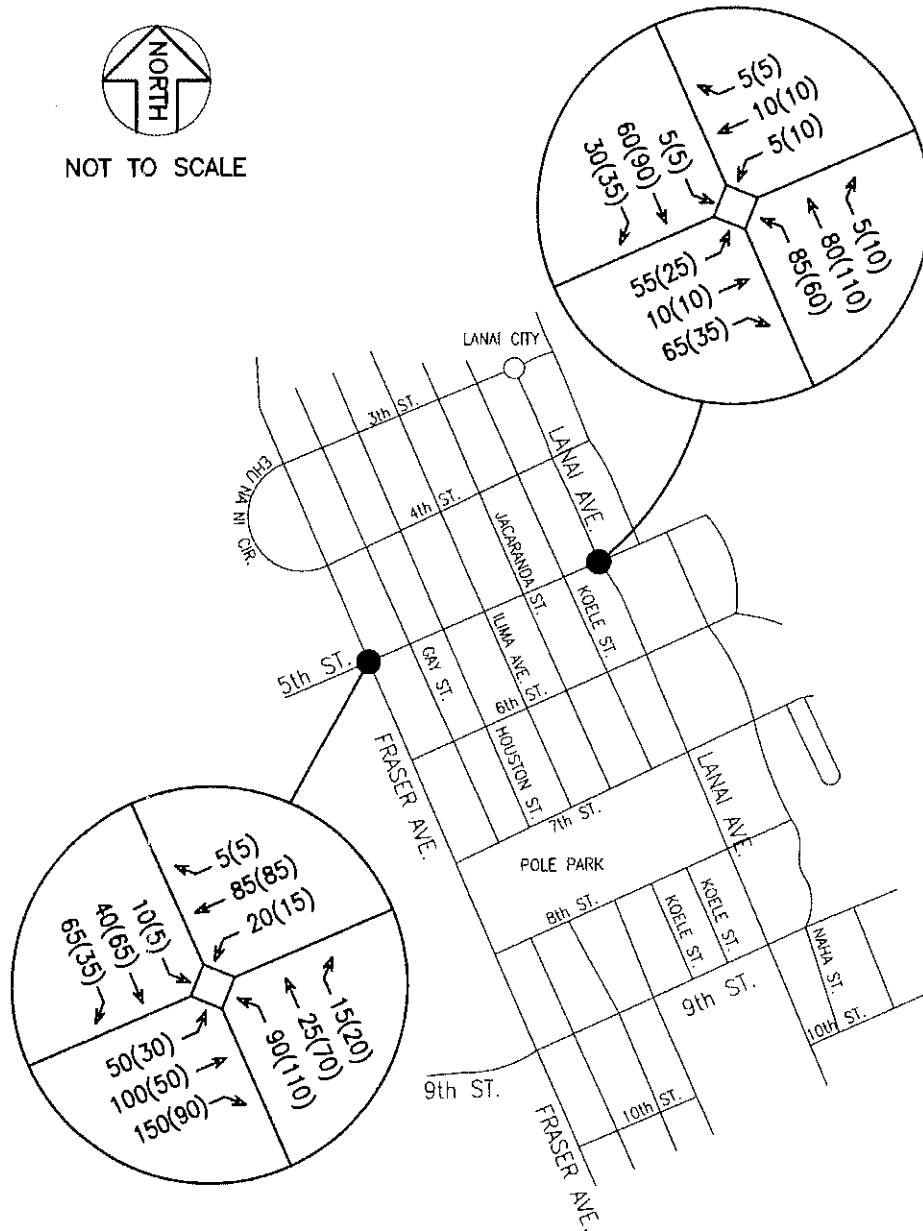 NORTH
NOT TO SCALE
5(5)
10(10)
5(10)
5(5)
60(90)
30(35)
5(10)
80(110)
85(60)
55(25)
10(10)
65(35)
LANAI CITY
3th ST.
EHU NA NI CIR.
4th ST.
LANAI AVE.
JACARANDA ST.
KOELE ST.
5th ST.
GAY ST.
ILIMA AVE.
6th ST.
HOUSTON ST.
FRASER AVE.
7th ST.
LANAI AVE.
POLE PARK
8th ST.
KOELE ST.
KOELE ST.
NAHA ST.
9th ST.
10th ST.
9th ST.
10th ST.
FRASER AVE.
5(5)
85(85)
20(15)
10(5)
40(65)
65(35)
15(20)
25(70)
90(110)
50(30)
100(50)
150(90)